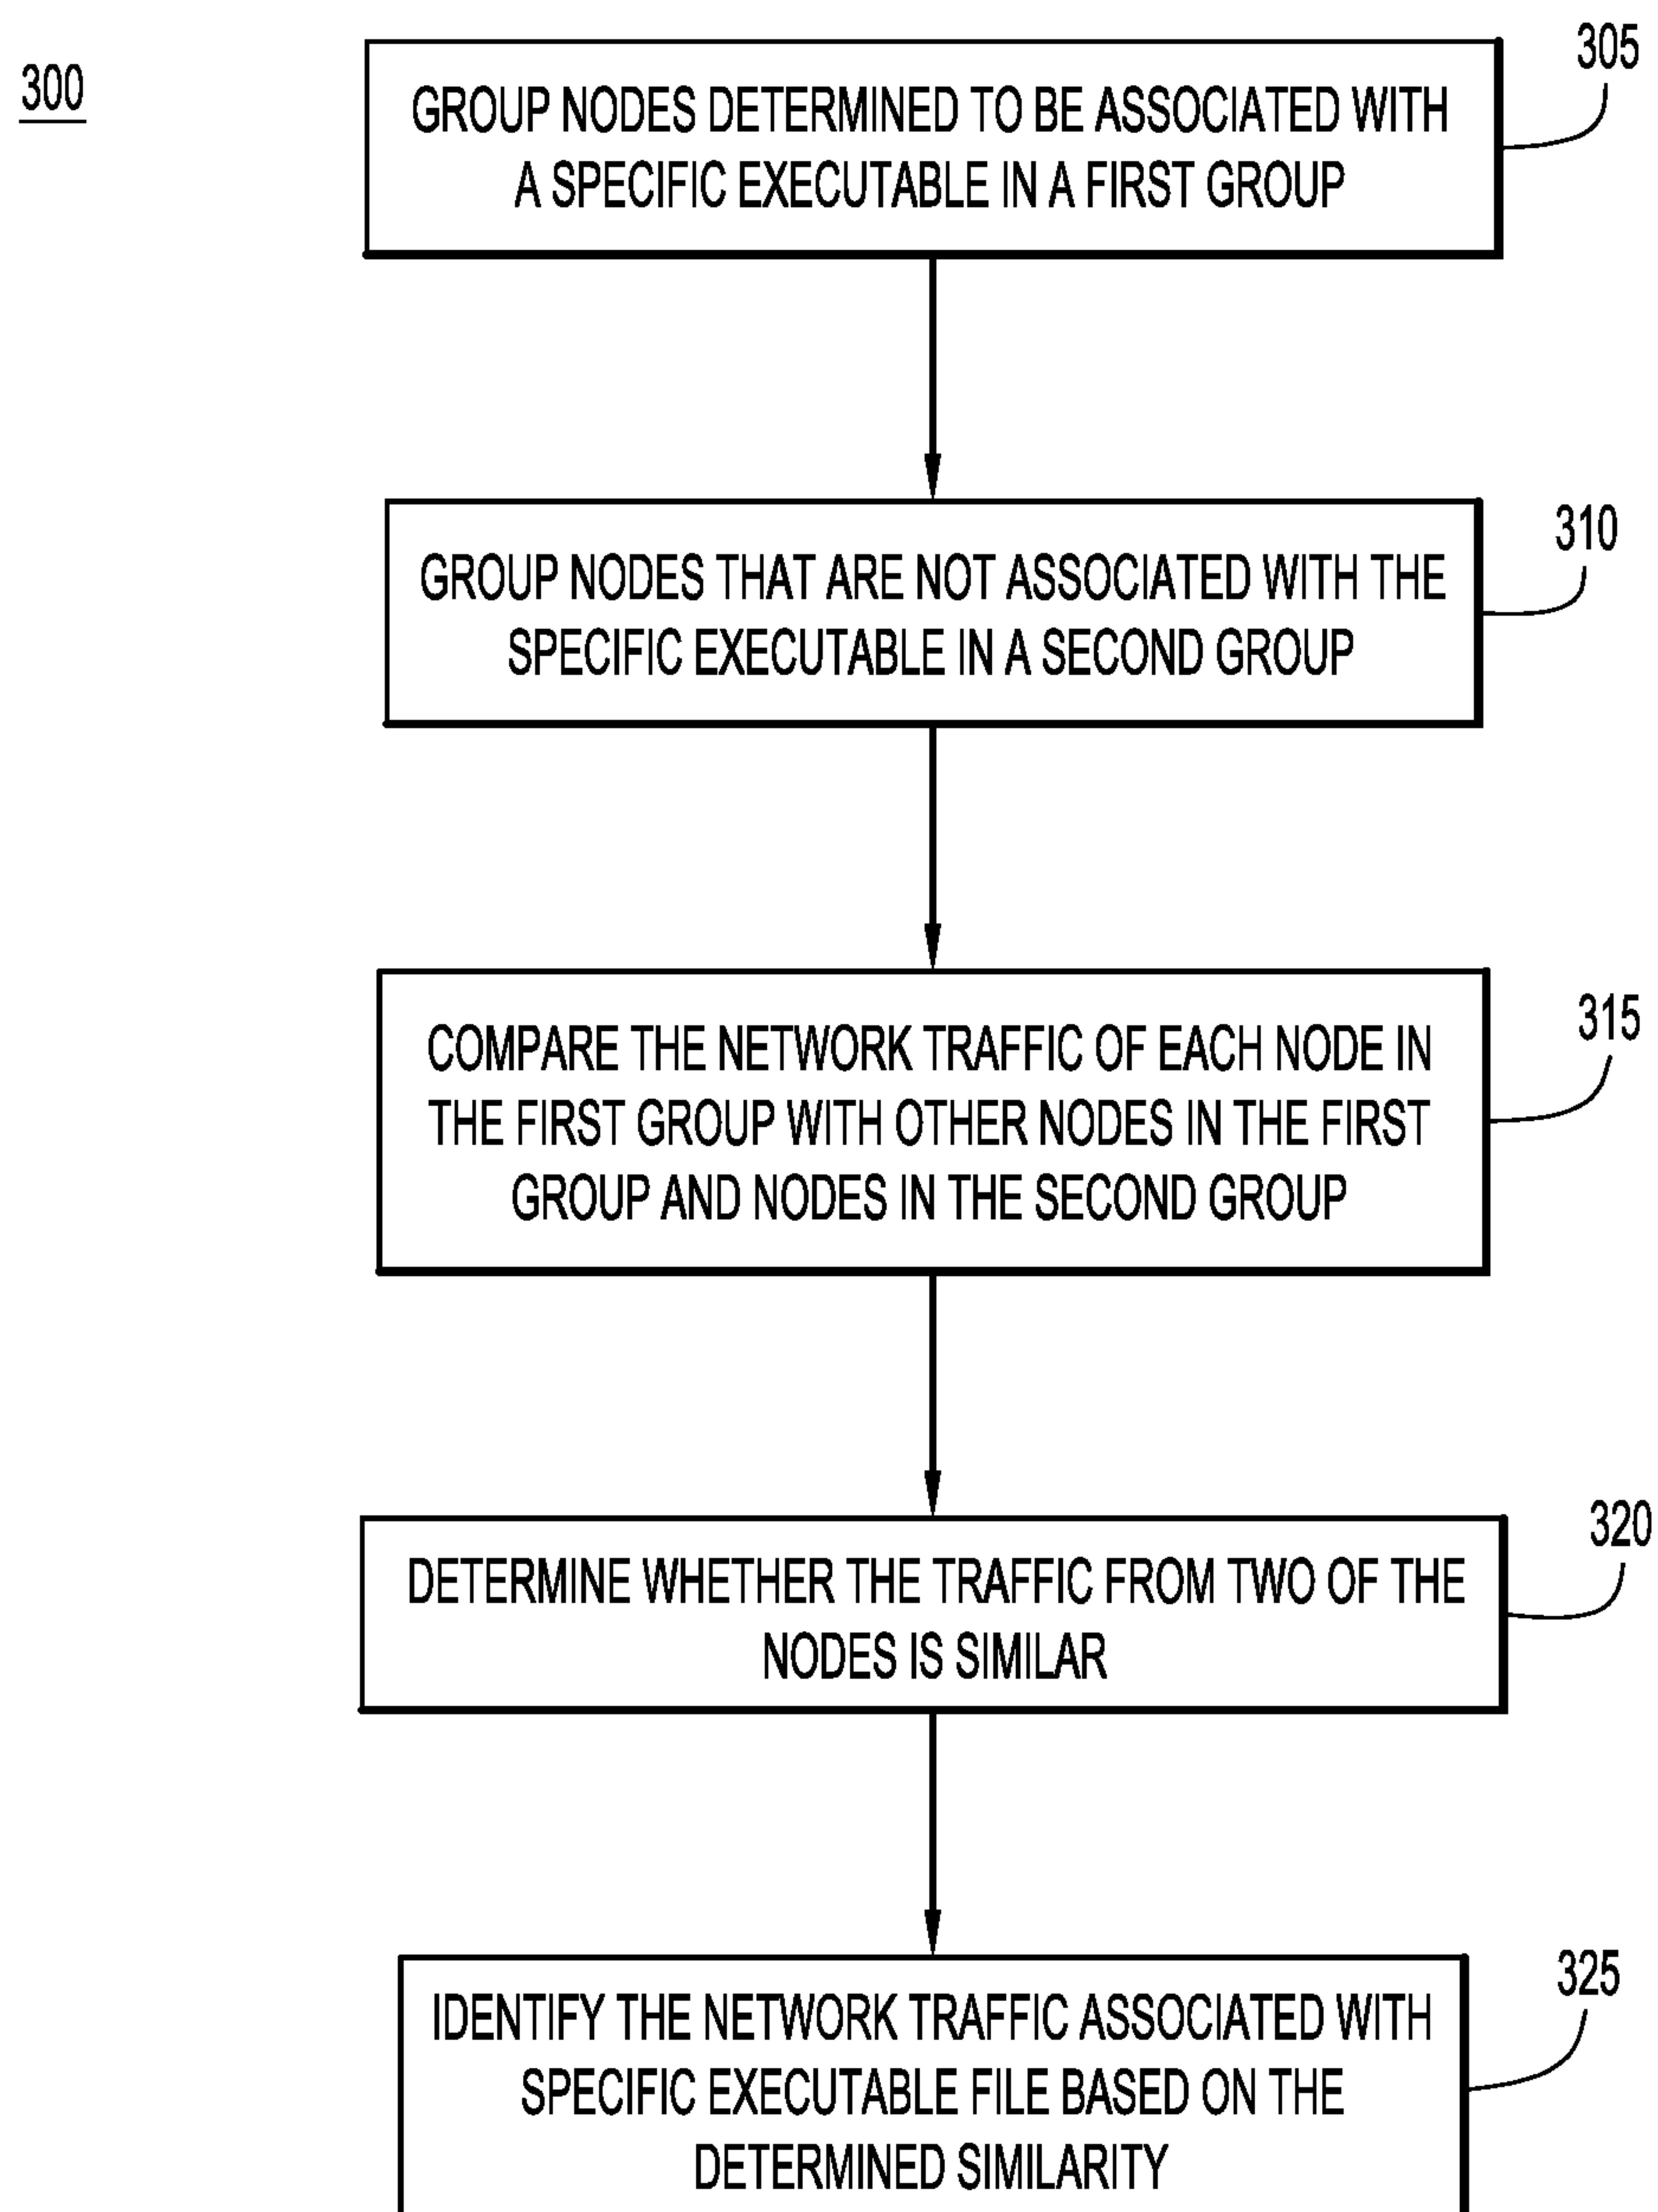 300
305
GROUP NODES DETERMINED TO BE ASSOCIATED WITH
A SPECIFIC EXECUTABLE IN A FIRST GROUP
310
GROUP NODES THAT ARE NOT ASSOCIATED WITH THE
SPECIFIC EXECUTABLE IN A SECOND GROUP
315
COMPARE THE NETWORK TRAFFIC OF EACH NODE IN
THE FIRST GROUP WITH OTHER NODES IN THE FIRST
GROUP AND NODES IN THE SECOND GROUP
320
DETERMINE WHETHER THE TRAFFIC FROM TWO OF THE
NODES IS SIMILAR
325
IDENTIFY THE NETWORK TRAFFIC ASSOCIATED WITH
SPECIFIC EXECUTABLE FILE BASED ON THE
DETERMINED SIMILARITY